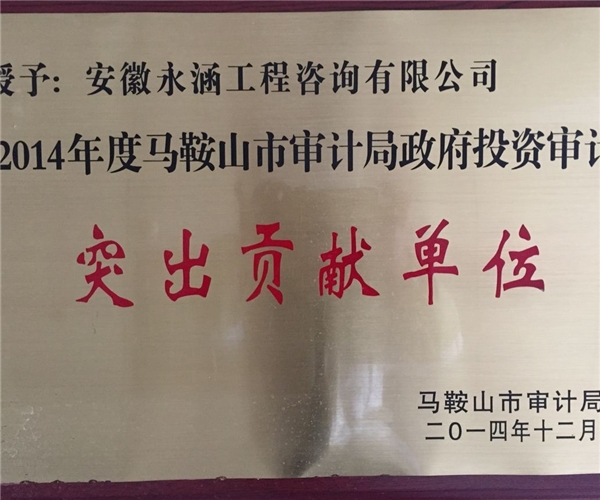 授予：安徽永涵工程咨询有限公司
2014年度马鞍山市审计局政府投资审计
突出贡献单位
马鞍山市审计局
二〇一四年十二月